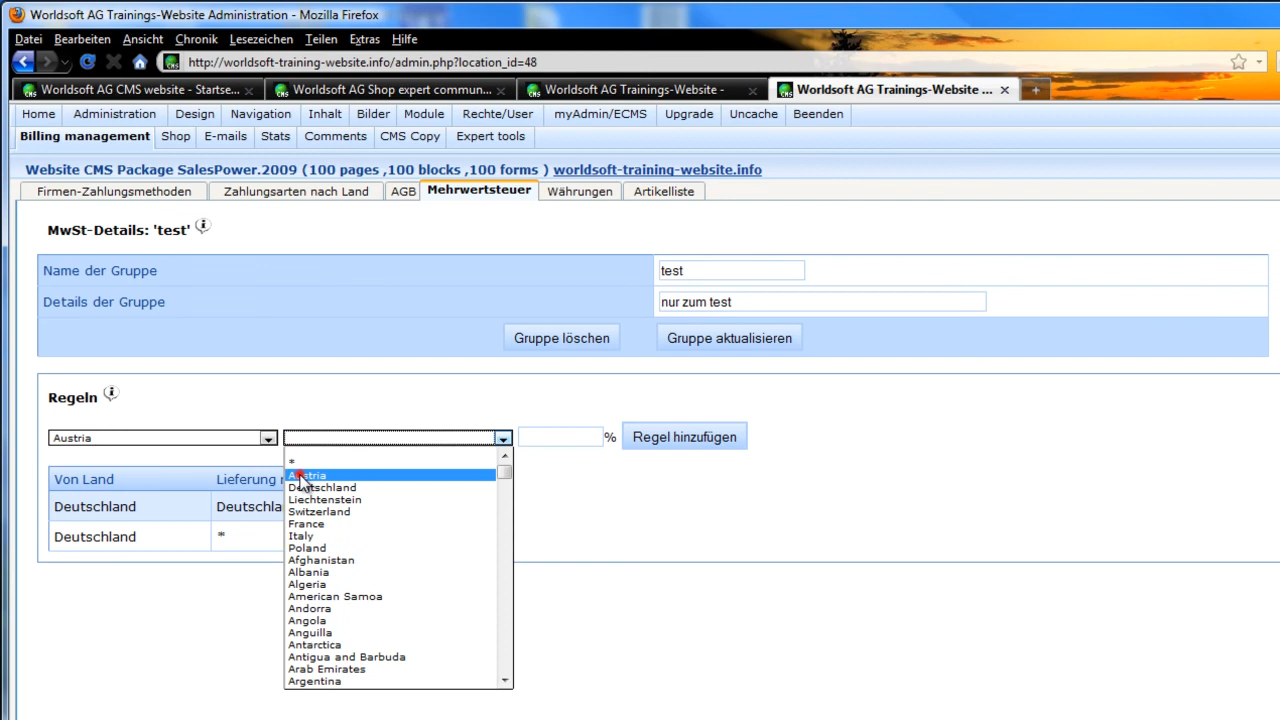 Worldsoft AG Trainings-Website Administration - Mozilla Firefox
Datei Bearbeiten Ansicht Chronik Lesezeichen Teilen Extras Hilfe
http://worldsoft-training-website.info/admin.php?location_id=48
Worldsoft AG CMS website - Startse... Worldsoft AG Shop expert commun... Worldsoft AG Trainings-Website - Worldsoft AG Trainings-Website ...
Home Administration Design Navigation Inhalt Bilder Module Rechte/User myAdmin/ECMS Upgrade Uncache Beenden
Billing management Shop E-mails Stats Comments CMS Copy Expert tools
Website CMS Package SalesPower.2009 (100 pages ,100 blocks ,100 forms ) worldsoft-training-website.info
Firmen-Zahlungsmethoden Zahlungsarten nach Land AGB Mehrwertsteuer Währungen Artikelliste
MwSt-Details: 'test'
Name der Gruppe test
Details der Gruppe nur zum test
Gruppe löschen Gruppe aktualisieren
Regeln
Austria % Regel hinzufügen
*
Austria
Deutschland
Liechtenstein
Switzerland
France
Italy
Poland
Afghanistan
Albania
Algeria
American Samoa
Andorra
Angola
Anguilla
Antarctica
Antigua and Barbuda
Arab Emirates
Argentina
Von Land Lieferung
Deutschland
Deutschland *